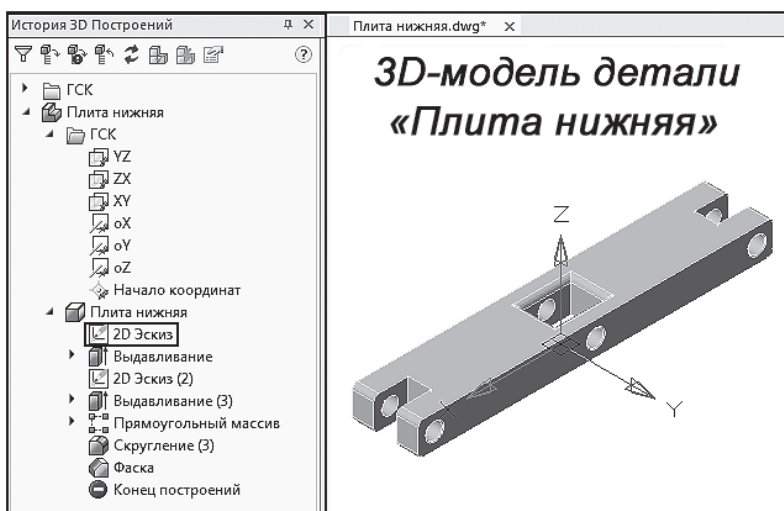 История 3D Построений
ГСК
Плита нижняя
ГСК
YZ
ZX
XY
oX
oY
oZ
Начало координат
Плита нижняя
2D Эскиз
Выдавливание
2D Эскиз (2)
Выдавливание (3)
Прямоугольный массив
Скругление (3)
Фаска
Конец построений
Плита нижняя.dwg*
3D-модель детали
«Плита нижняя»
Z
X
Y